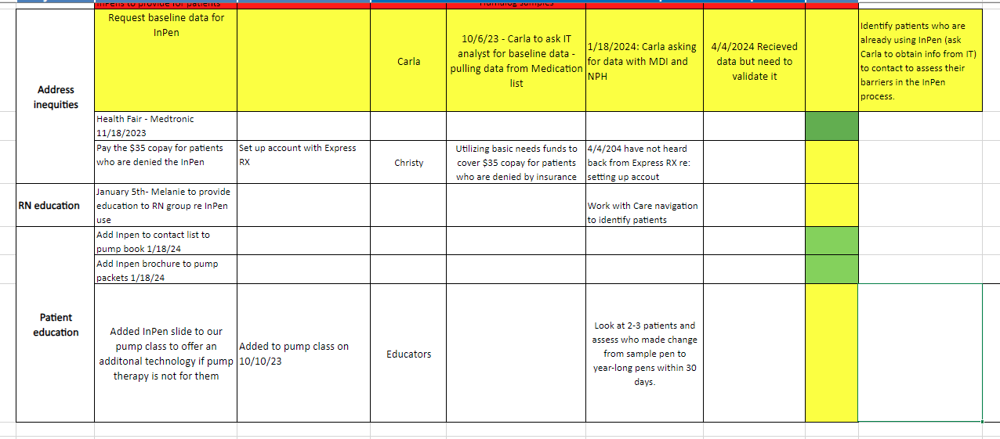 InPens to provide for patients
Humalog samples
Address
inequities
Request baseline data for
InPen
Carla
10/6/23 - Carla to ask IT
analyst for baseline data -
pulling data from Medication
list
1/18/2024: Carla asking
for data with MDI and
NPH
4/4/2024 Recieved
data but need to
validate it
Identify patients who are
already using InPen (ask
Carla to obtain info from IT)
to contact to assess their
barriers in the InPen
process.
Health Fair - Medtronic
11/18/2023
Pay the $35 copay for patients
who are denied the InPen
Set up account with Express
RX
Christy
Utilizing basic needs funds to
cover $35 copay for patients
who are denied by insurance
4/4/204 have not heard
back from Express RX re:
setting up accout
RN education
January 5th- Melanie to provide
education to RN group re InPen
use
Work with Care navigation
to identify patients
Patient
education
Add Inpen to contact list to
pump book 1/18/24
Add Inpen brochure to pump
packets 1/18/24
Added InPen slide to our
pump class to offer an
additonal technology if pump
therapy is not for them
Added to pump class on
10/10/23
Educators
Look at 2-3 patients and
assess who made change
from sample pen to
year-long pens within 30
days.